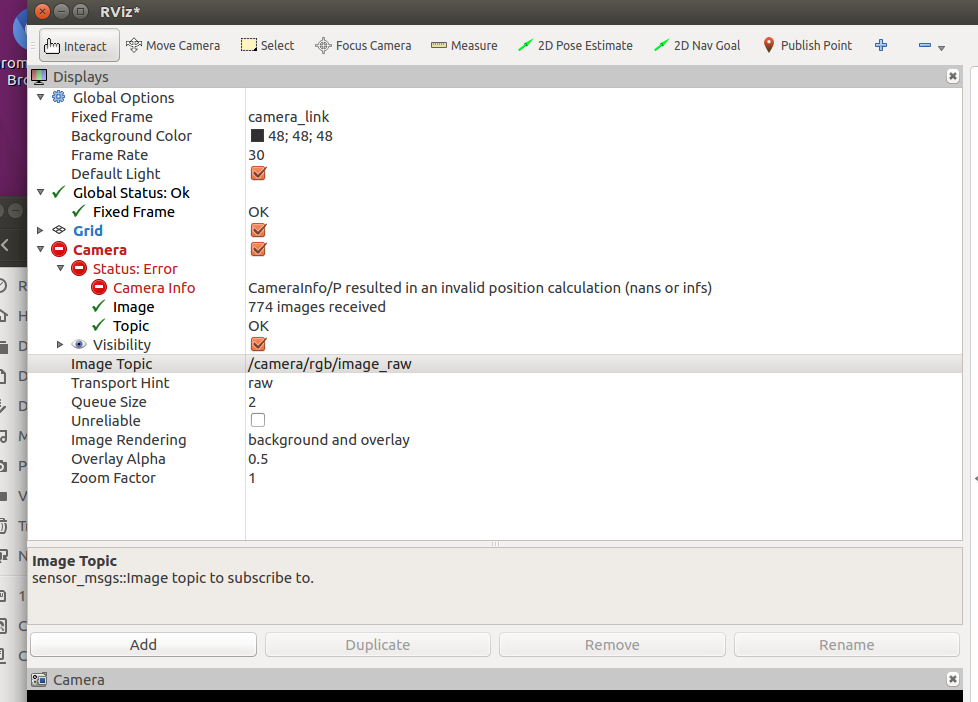 RViz*
Interact Move Camera Select Focus Camera Measure 2D Pose Estimate 2D Nav Goal Publish Point
rom
Bro
Displays
Global Options
Fixed Frame camera_link
Background Color 48; 48; 48
Frame Rate 30
Default Light
Global Status: Ok
Fixed Frame OK
Grid
Camera
Status: Error
Camera Info CameraInfo/P resulted in an invalid position calculation (nans or infs)
Image 774 images received
Topic OK
Visibility
Image Topic /camera/rgb/image_raw
Transport Hint raw
Queue Size 2
Unreliable
Image Rendering background and overlay
Overlay Alpha 0.5
Zoom Factor 1
Image Topic
sensor_msgs::Image topic to subscribe to.
Add Duplicate Remove Rename
Camera